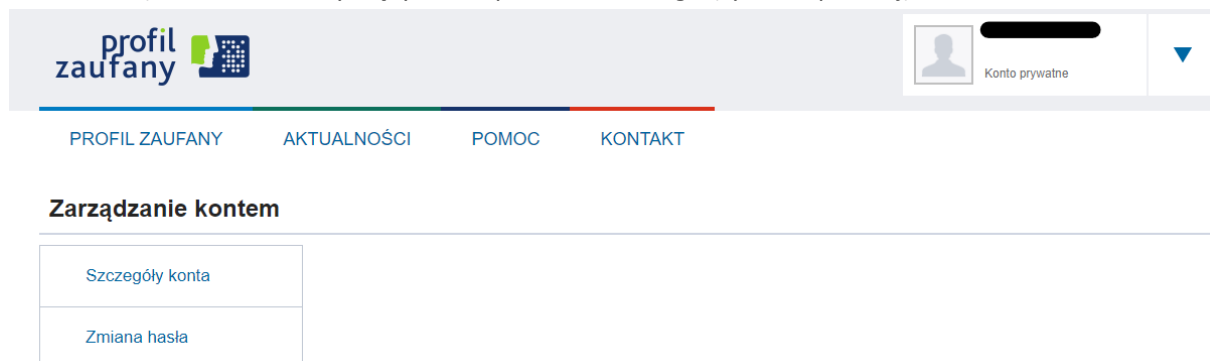 profil
zaufany
Konto prywatne
PROFIL ZAUFANY AKTUALNOŚCI POMOC KONTAKT
Zarządzanie kontem
Szczegóły konta
Zmiana hasła